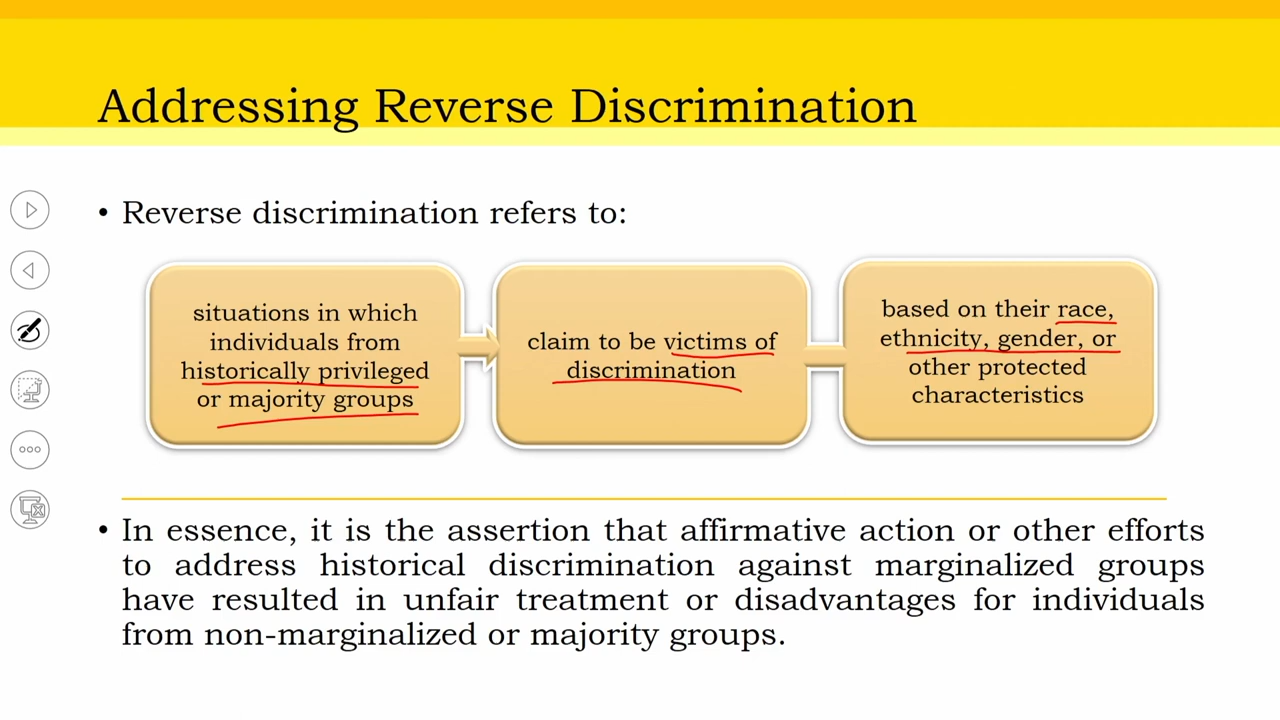 Addressing Reverse Discrimination
• Reverse discrimination refers to:
situations in which
individuals from
historically privileged
or majority groups
claim to be victims of
discrimination
based on their race,
ethnicity, gender, or
other protected
characteristics
• In essence, it is the assertion that affirmative action or other efforts
to address historical discrimination against marginalized groups
have resulted in unfair treatment or disadvantages for individuals
from non-marginalized or majority groups.